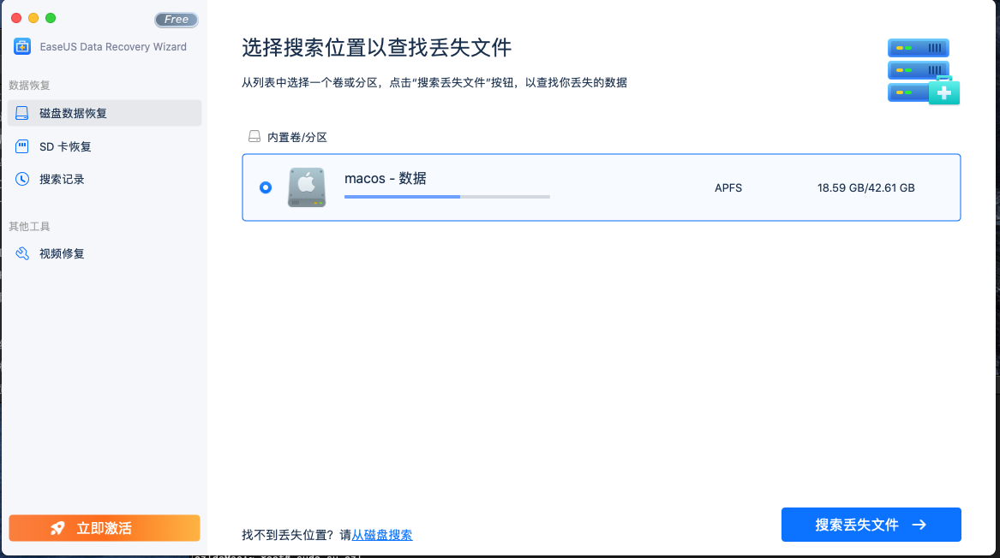 Free
EaseUS Data Recovery Wizard
数据恢复
磁盘数据恢复
SD 卡恢复
搜索记录
其他工具
视频修复
立即激活
选择搜索位置以查找丢失文件
从列表中选择一个卷或分区，点击“搜索丢失文件”按钮，以查找你丢失的数据
内置卷/分区
macos - 数据
APFS
18.59 GB/42.61 GB
找不到丢失位置？请从磁盘搜索
搜索丢失文件